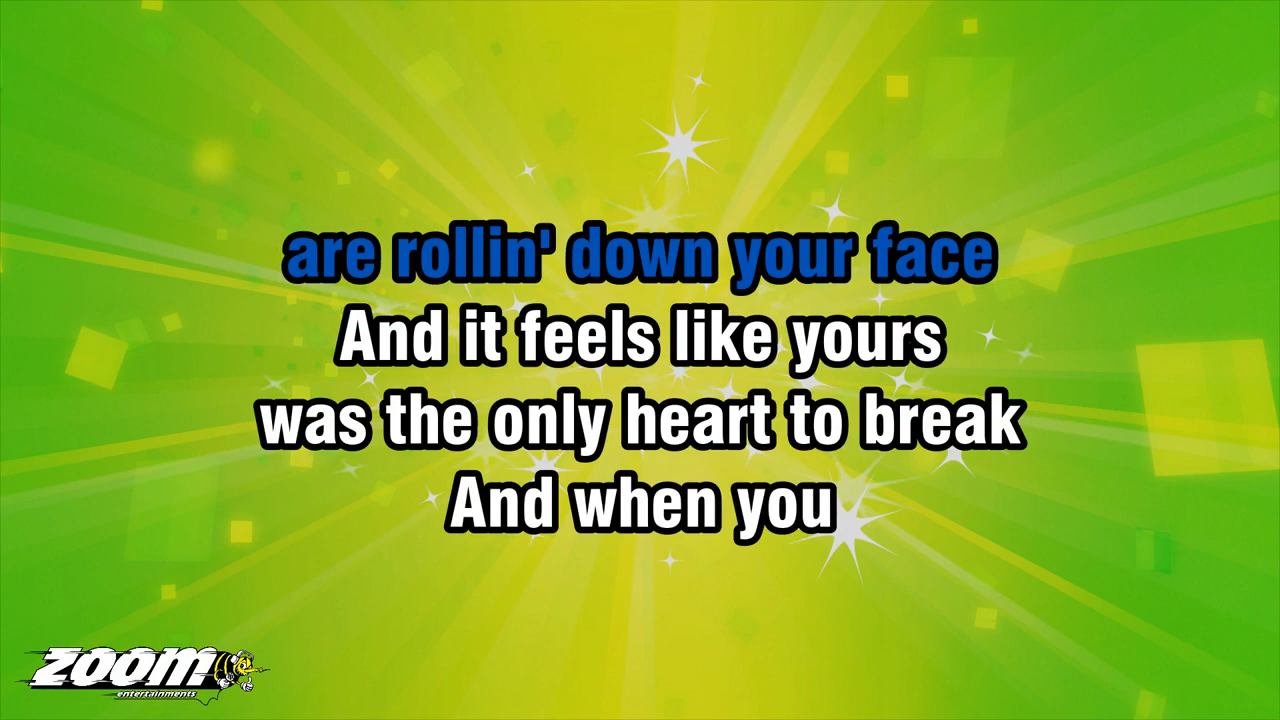 are rollin' down your face
And it feels like yours
was the only heart to break
And when you
zoom
entertainments